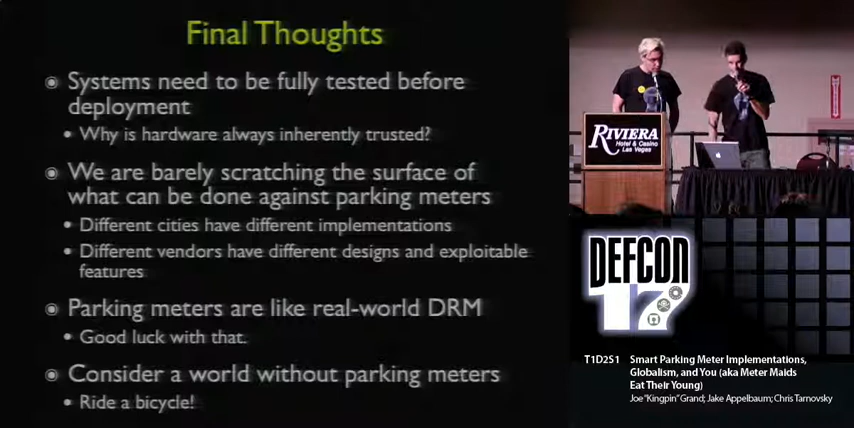 Final Thoughts
Systems need to be fully tested before
deployment
Why is hardware always inherently trusted?
We are barely scratching the surface of
what can be done against parking meters
Different cities have different implementations
Different vendors have different designs and exploitable
features
Parking meters are like real-world DRM
Good luck with that.
Consider a world without parking meters
Ride a bicycle!
RIVIERA
Hotel & Casino
Las Vegas
DEFCON
17
T1D2S1 Smart Parking Meter Implementations,
Globalism, and You (aka Meter Maids
Eat Their Young)
Joe "Kingpin" Grand; Jake Appelbaum; Chris Tarnovsky